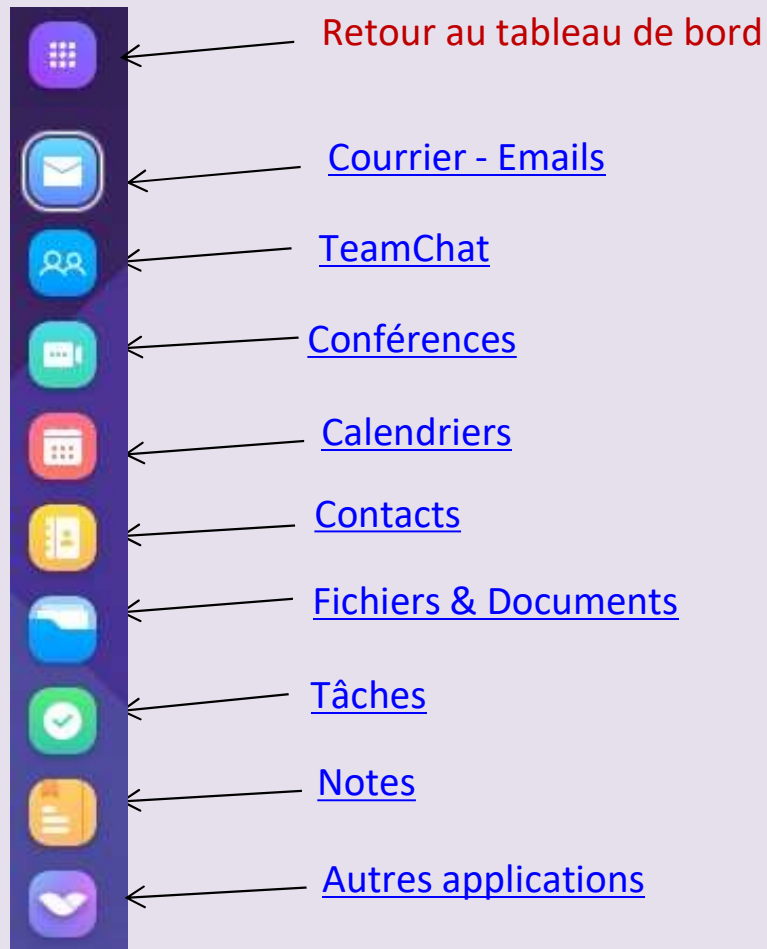 Retour au tableau de bord
Courrier - Emails
TeamChat
Conférences
Calendriers
Contacts
Fichiers & Documents
Tâches
Notes
Autres applications